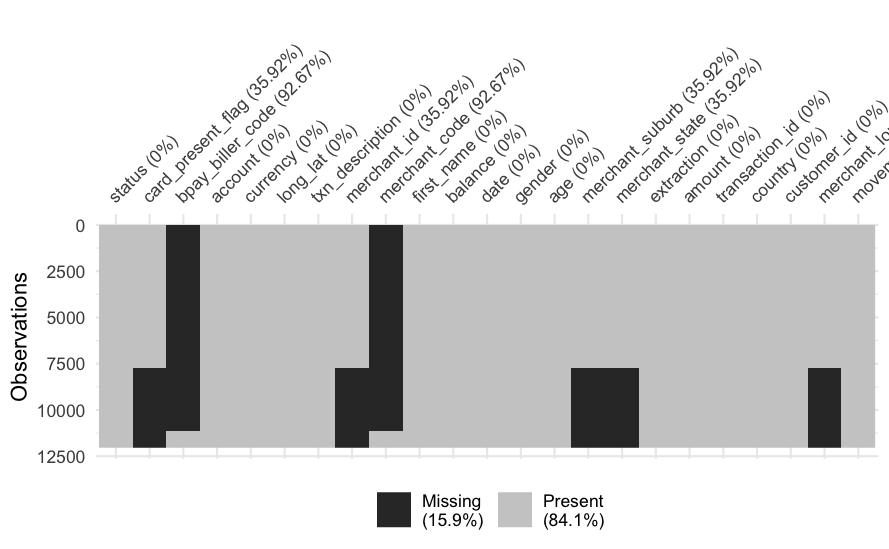 status (0%)
card_present_flag (35.92%)
bpay_biller_code (92.67%)
account (0%)
currency (0%)
long_lat (0%)
txn_description (0%)
merchant_id (35.92%)
merchant_code (92.67%)
first_name (0%)
balance (0%)
date (0%)
gender (0%)
age (0%)
merchant_suburb (35.92%)
merchant_state (35.92%)
extraction (0%)
amount (0%)
transaction_id (0%)
country (0%)
customer_id (0%)
merchant_lo
movem
0
2500
5000
7500
10000
12500
Observations
Missing
(15.9%)
Present
(84.1%)